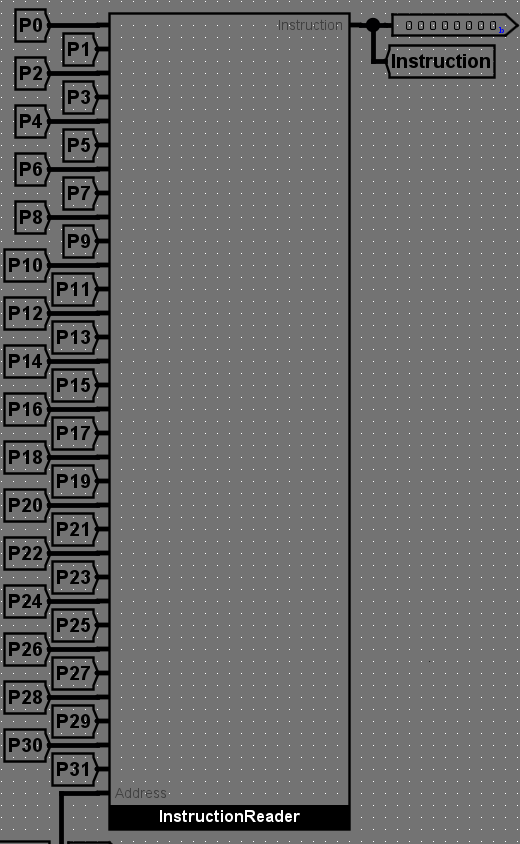 P0
Instruction
00000000b
P1
Instruction
P2
P3
P4
P5
P6
P7
P8
P9
P10
P11
P12
P13
P14
P15
P16
P17
P18
P19
P20
P21
P22
P23
P24
P25
P26
P27
P28
P29
P30
P31
Address
InstructionReader